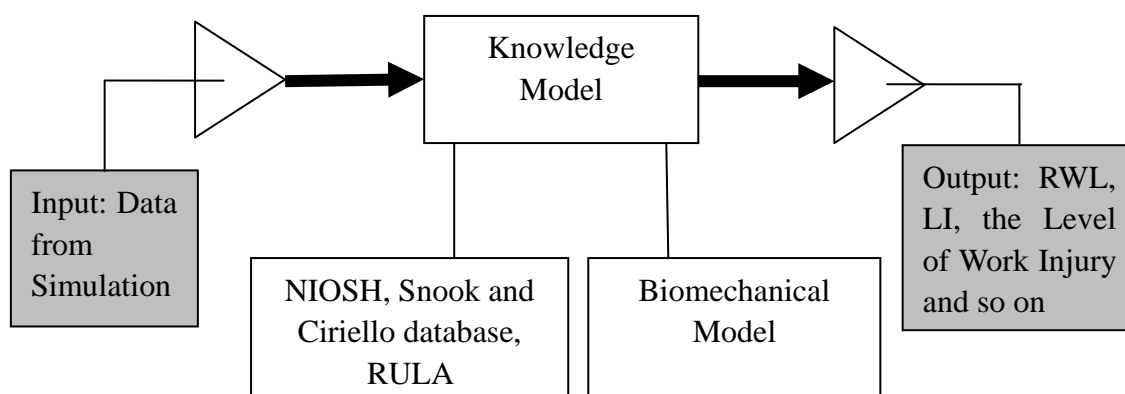 Knowledge
Model
Input: Data
from
Simulation
Output: RWL,
LI, the Level
of Work Injury
and so on
NIOSH, Snook and
Ciriello database,
RULA
Biomechanical
Model